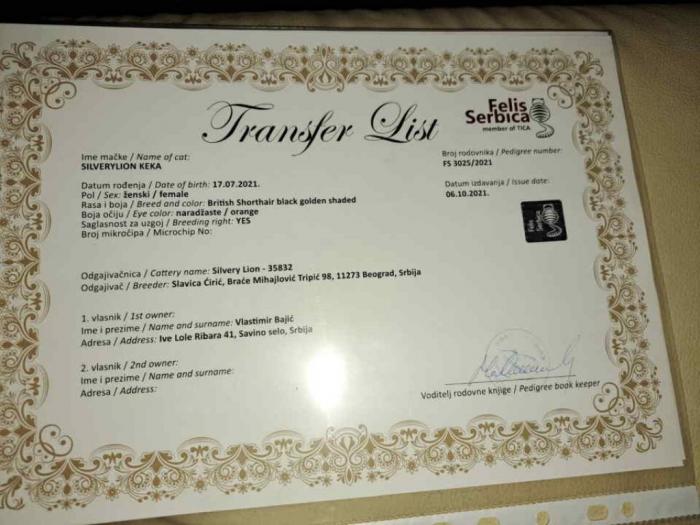 Transfer List
Felis
Serbica
member of TICA
Ime mačke / Name of cat:
SILVERYLION KEKA
Broj rodovnika / Pedigree number:
FS 3025/2021
Datum rođenja / Date of birth: 17.07.2021.
Pol / Sex: ženski / female
Rasa i boja / Breed and color: British Shorthair black golden shaded
Boja očiju / Eye color: naradžaste / orange
Saglasnost za uzgoj / Breeding right: YES
Broj mikročipa / Microchip No:
Datum izdavanja / Issue date:
06.10.2021.
Felis
Serbica
Odgajivačnica / Cattery name: Silvery Lion - 35832
Odgajivač / Breeder: Slavica Ćirić, Braće Mihajlović Tripić 98, 11273 Beograd, Srbija
1. vlasnik / 1st owner:
Ime i prezime / Name and surname: Vlastimir Bajić
Adresa / Address: Ive Lole Ribara 41, Savino selo, Srbija
2. vlasnik / 2nd owner:
Ime i prezime / Name and surname:
Adresa / Address:
Voditelj rodovne knjige / Pedigree book keeper